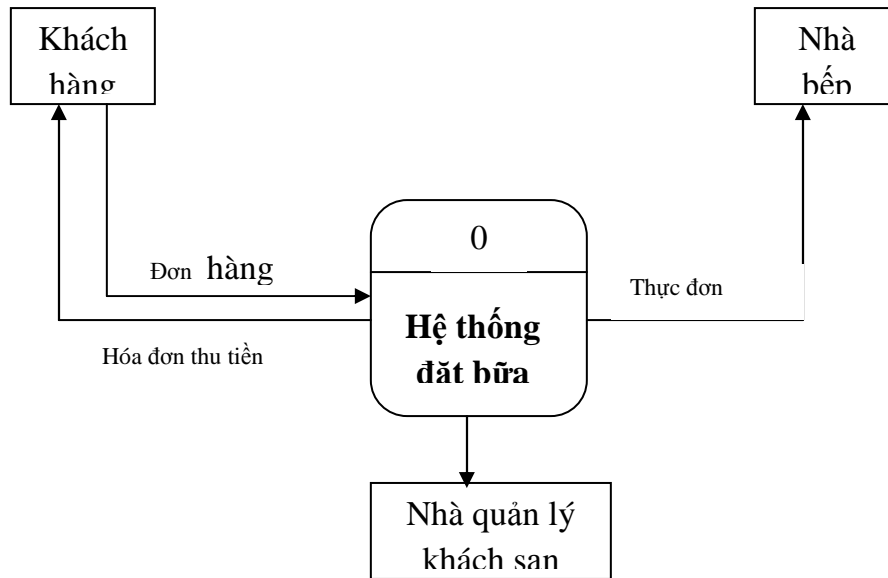 Khách
hàng
Nhà
bếp
0
Đơn hàng
Thực đơn
Hệ thống
đặt bữa
Hóa đơn thu tiền
Nhà quản lý
khách sạn